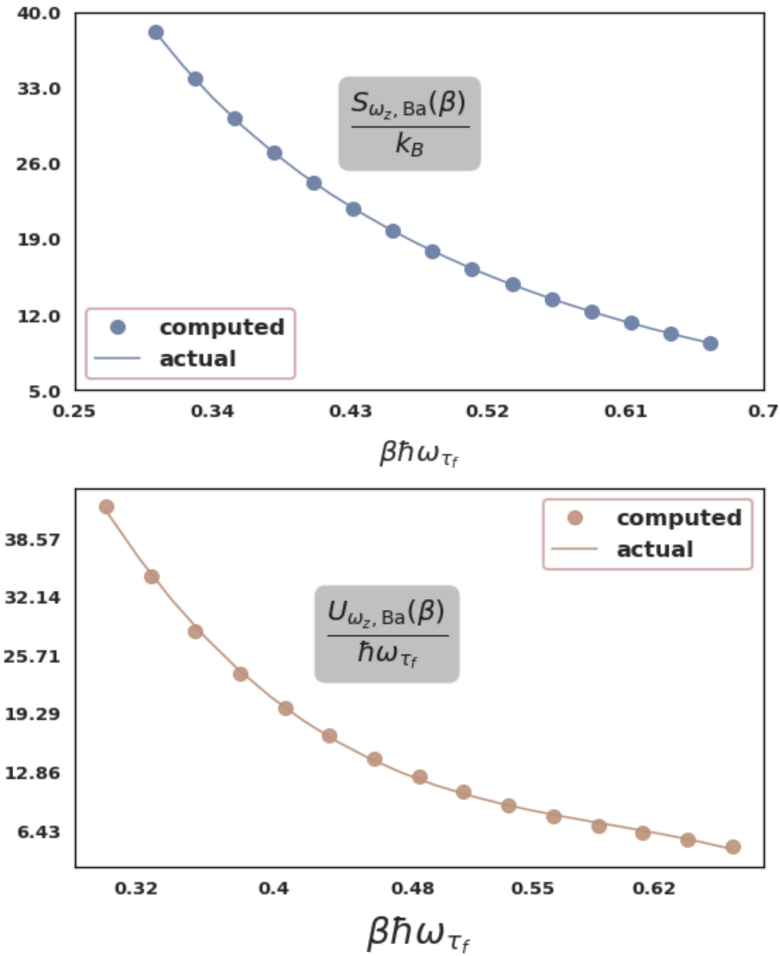 40.0
33.0
26.0
19.0
12.0
5.0
S_{ω_z, Ba}(β)
k_B
computed
actual
0.25 0.34 0.43 0.52 0.61 0.7
βħω_{τ_f}
38.57
32.14
25.71
19.29
12.86
6.43
computed
actual
U_{ω_z, Ba}(β)
ħω_{τ_f}
0.32 0.4 0.48 0.55 0.62
βħω_{τ_f}